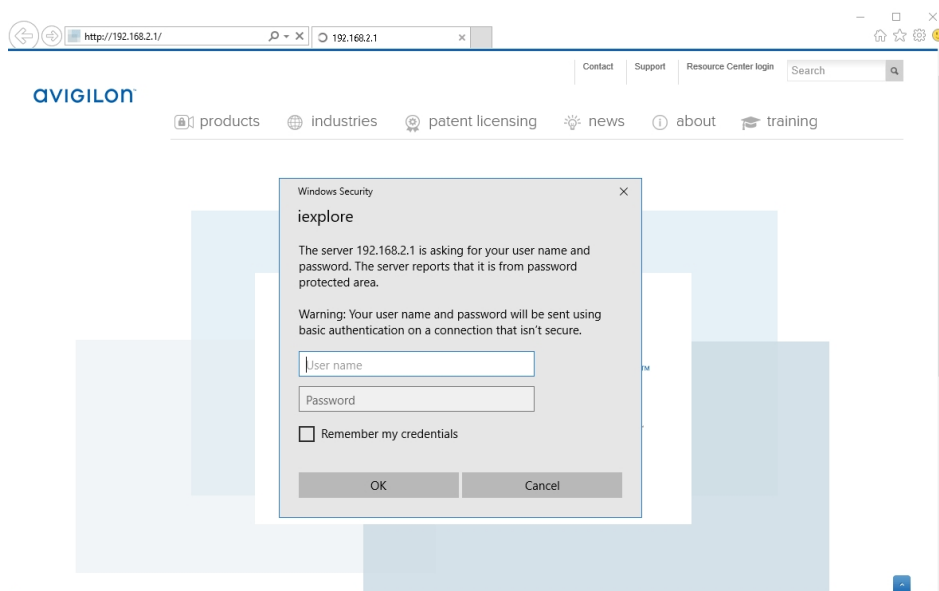 http://192.168.2.1/
192.168.2.1
Contact
Support
Resource Center login
Search
avigilon
products
industries
patent licensing
news
about
training
Windows Security
iexplore
The server 192.168.2.1 is asking for your user name and
password. The server reports that it is from password
protected area.
Warning: Your user name and password will be sent using
basic authentication on a connection that isn't secure.
User name
TM
Password
Remember my credentials
OK
Cancel